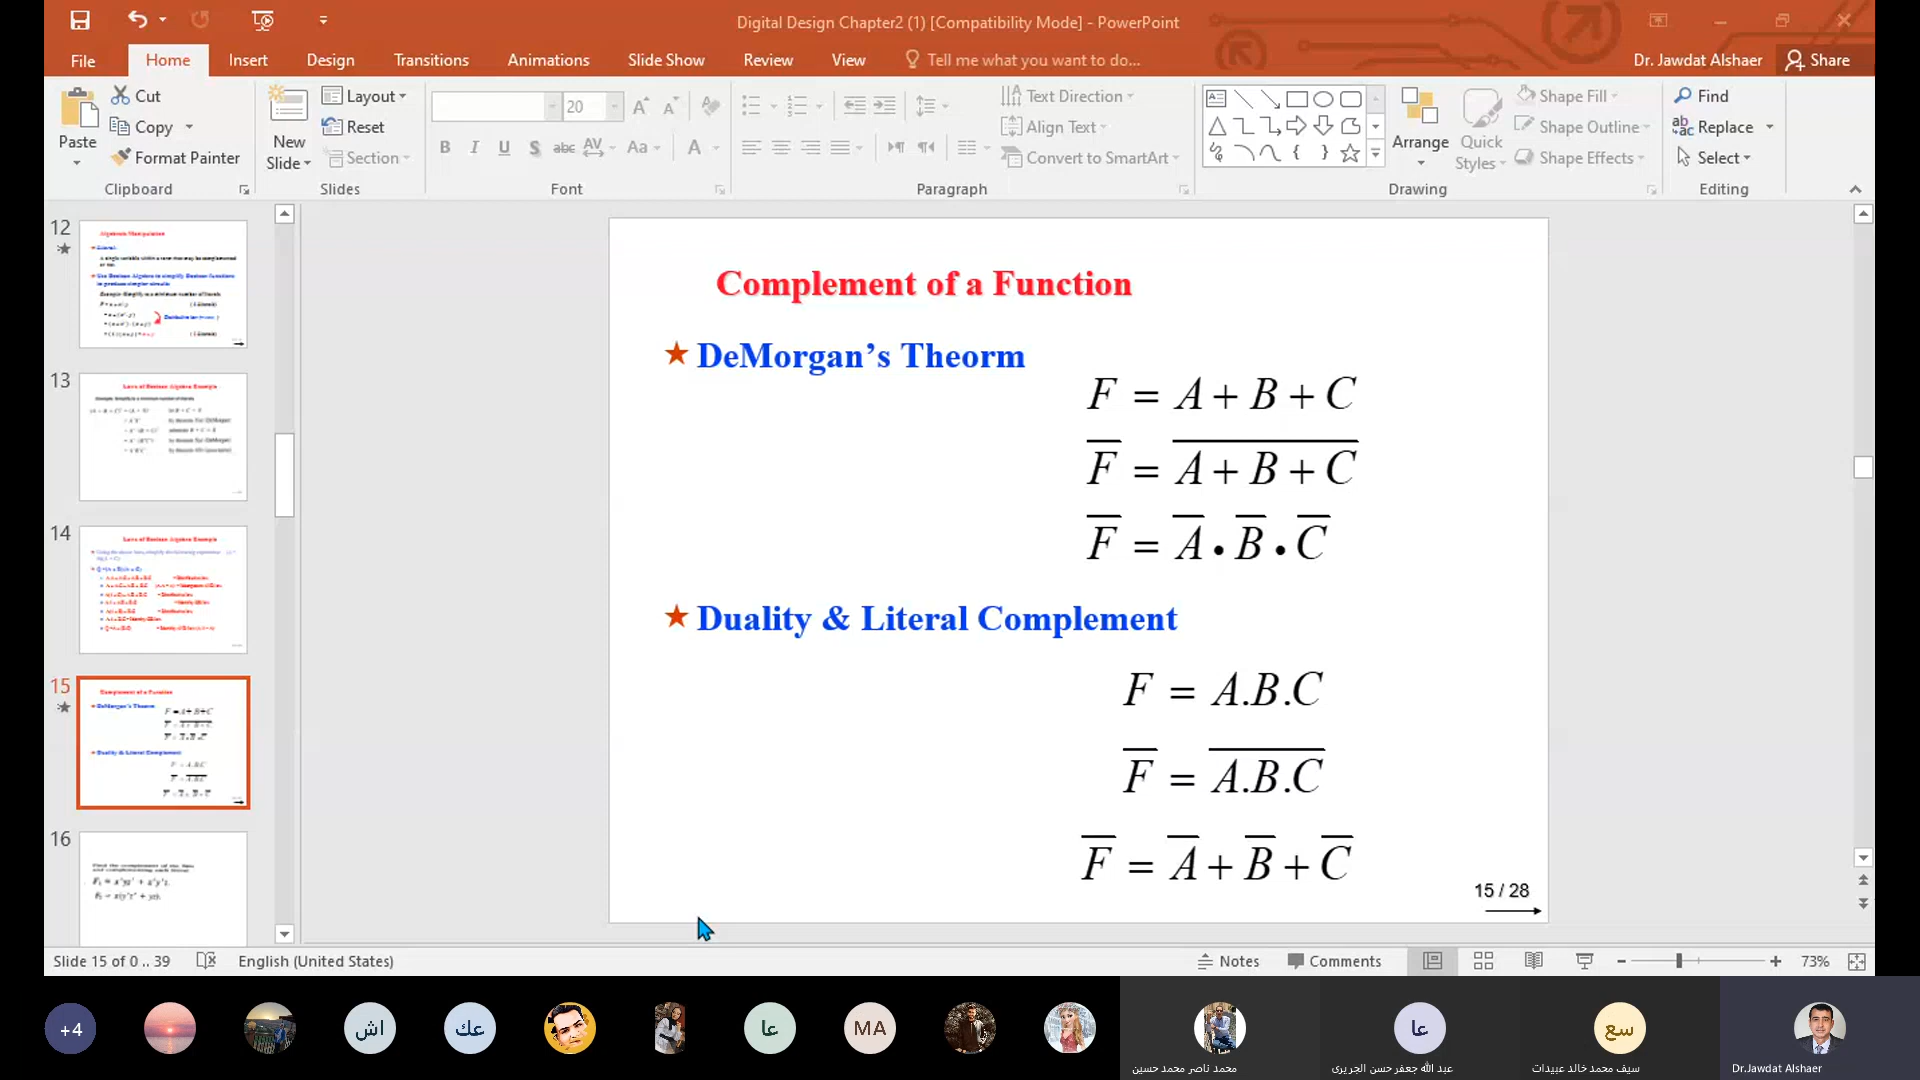 Digital Design Chapter2 (1) [Compatibility Mode] - PowerPoint
File Home Insert Design Transitions Animations Slide Show Review View Tell me what you want to do... Dr. Jawdat Alshaer Share
Paste
Cut
Copy
Format Painter
Clipboard
New
Slide
Layout
Reset
Section
Slides
20
Font
Paragraph
Text Direction
Align Text
Convert to SmartArt
Arrange
Quick
Styles
Shape Fill
Shape Outline
Shape Effects
Drawing
Find
Replace
Select
Editing
12
13
14
15
16
Complement of a Function
DeMorgan's Theorm
F = A + B + C
F̅ = A̅ ̅+̅ ̅B̅ ̅+̅ ̅C̅
F̅ = A̅ • B̅ • C̅
Duality & Literal Complement
F = A.B.C
F̅ = A̅.̅B̅.̅C̅
F̅ = A̅ + B̅ + C̅
15 / 28
Slide 15 of 0 .. 39 English (United States) Notes Comments 73%
+4 اش عك عا MA عا سع
محمد ناصر محمد حسين
عبد الله جعفر حسن الجريري
سيف محمد خالد عبيدات
Dr.Jawdat Alshaer